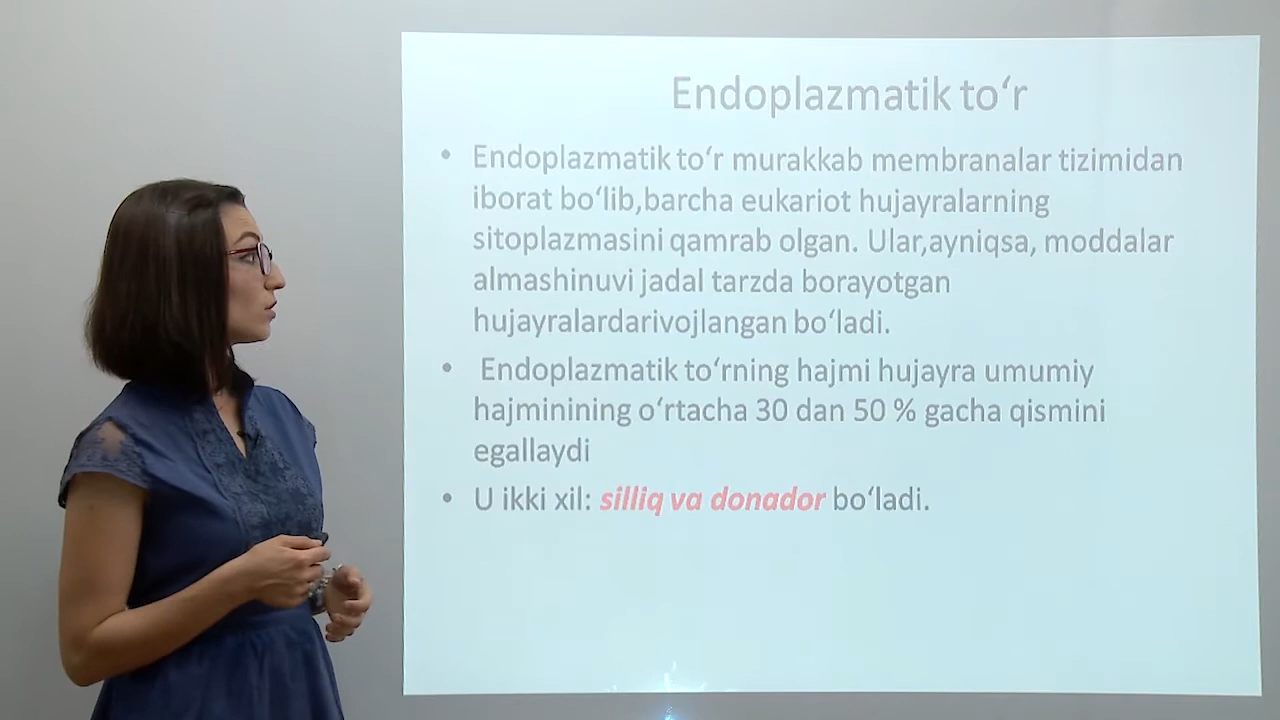 Endoplazmatik to‘r
• Endoplazmatik to‘r murakkab membranalar tizimidan
iborat bo‘lib,barcha eukariot hujayralarning
sitoplazmasini qamrab olgan. Ular,ayniqsa, moddalar
almashinuvi jadal tarzda borayotgan
hujayralardarivojlangan bo‘ladi.
• Endoplazmatik to‘rning hajmi hujayra umumiy
hajminining o‘rtacha 30 dan 50 % gacha qismini
egallaydi
• U ikki xil: silliq va donador bo‘ladi.